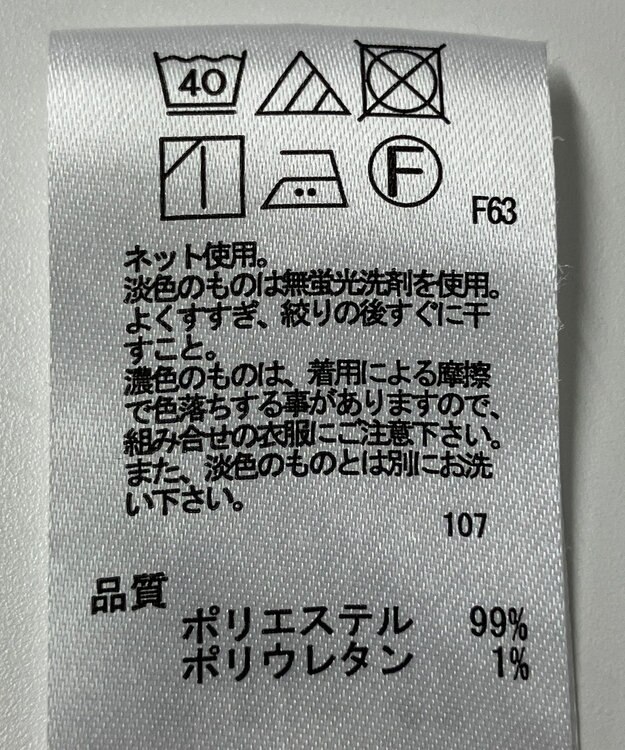 40
F
F63
ネット使用。
淡色のものは無蛍光洗剤を使用。
よくすすぎ、絞りの後すぐに干
すこと。
濃色のものは、着用による摩擦
で色落ちする事がありますので、
組み合せの衣服にご注意下さい。
また、淡色のものとは別にお洗
い下さい。
107
品質
ポリエステル 99%
ポリウレタン 1%